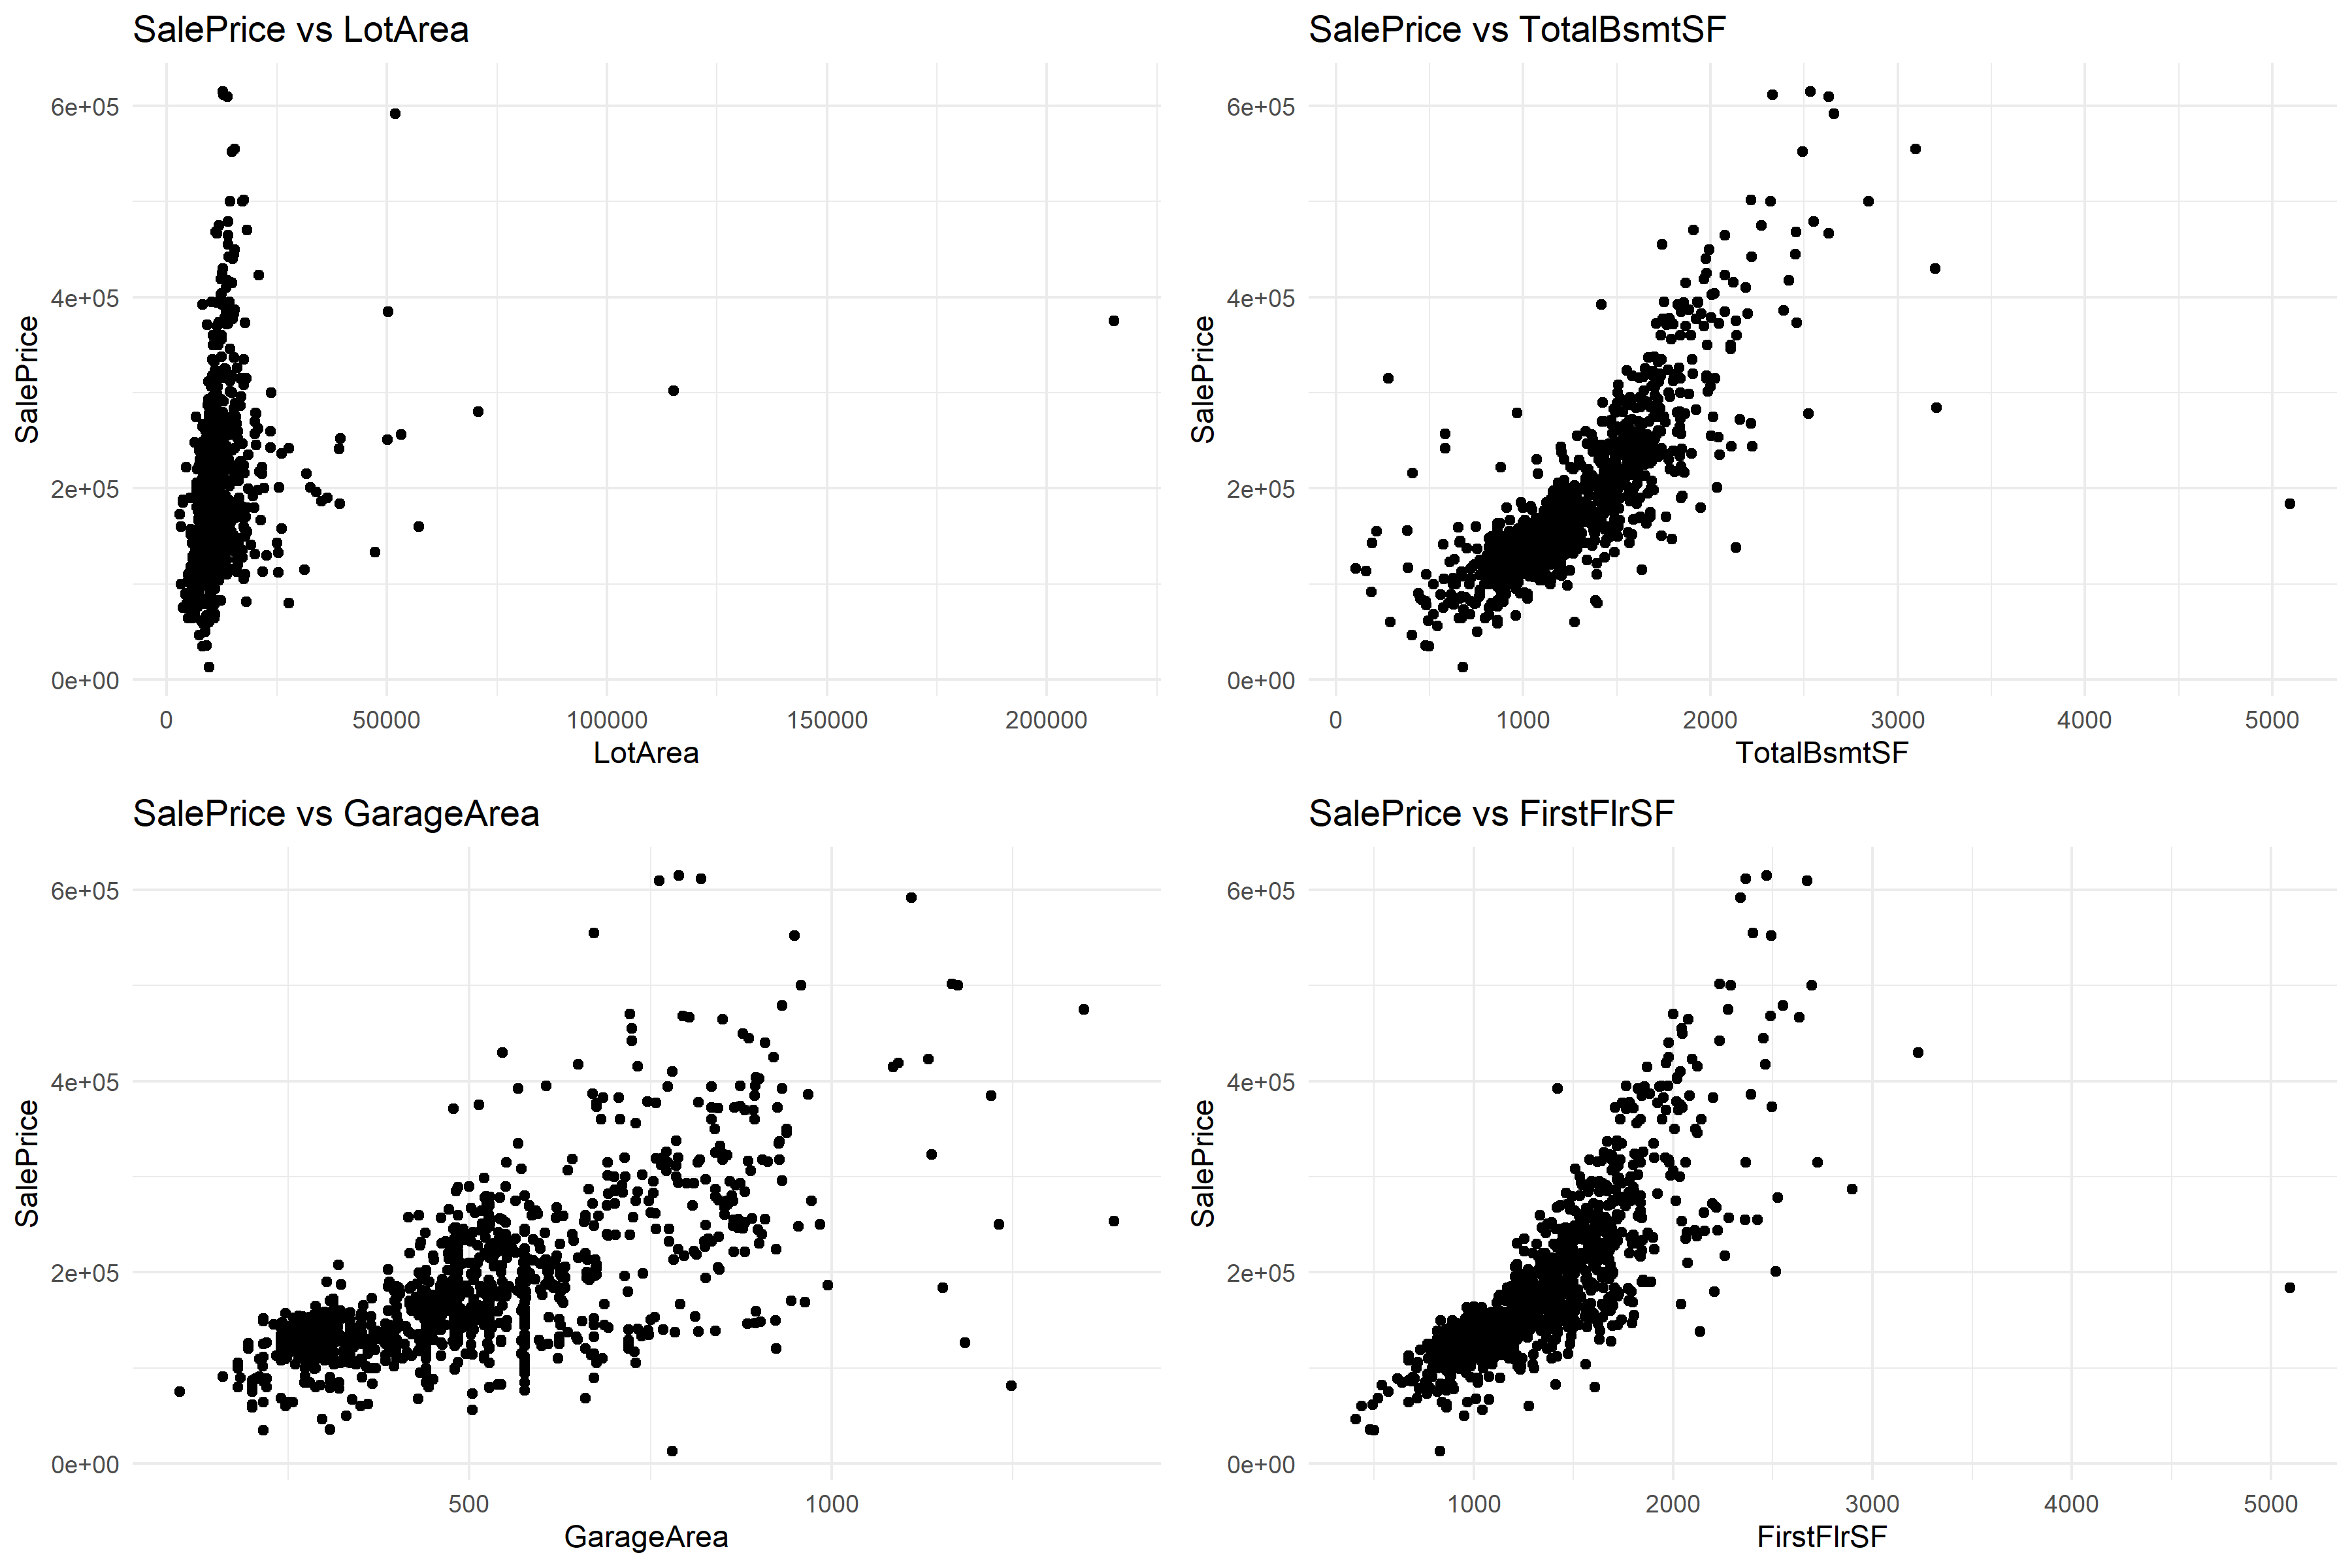 SalePrice vs LotArea
SalePrice
6e+05
4e+05
2e+05
0e+00
0 50000 100000 150000 200000
LotArea
SalePrice vs TotalBsmtSF
SalePrice
6e+05
4e+05
2e+05
0e+00
0 1000 2000 3000 4000 5000
TotalBsmtSF
SalePrice vs GarageArea
SalePrice
6e+05
4e+05
2e+05
0e+00
500 1000
GarageArea
SalePrice vs FirstFlrSF
SalePrice
6e+05
4e+05
2e+05
0e+00
1000 2000 3000 4000 5000
FirstFlrSF